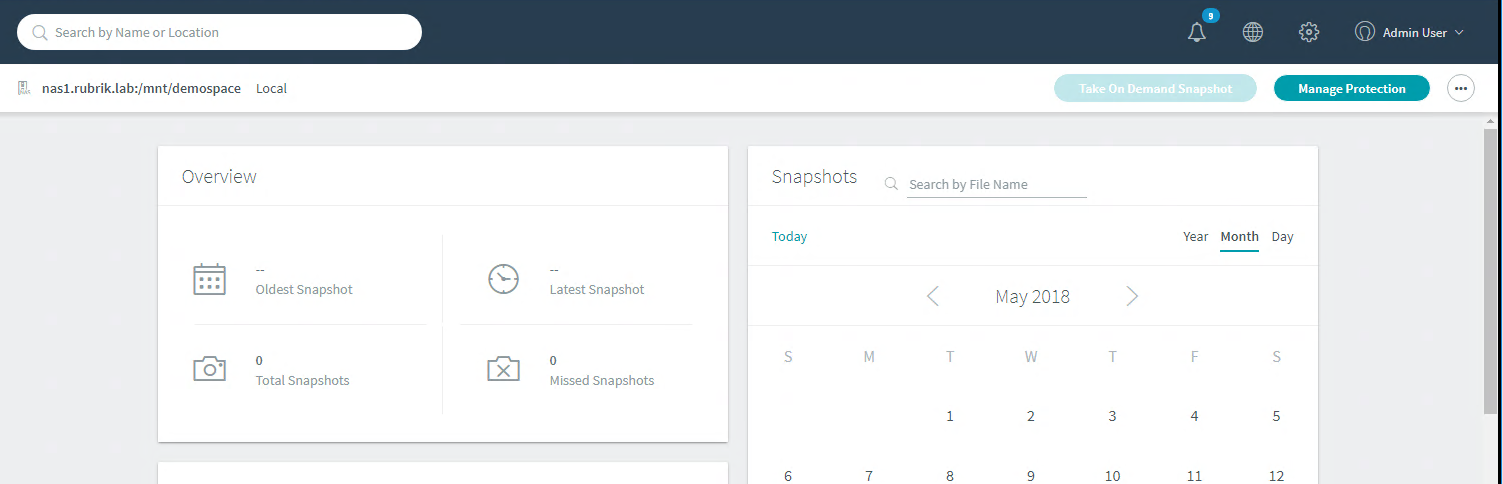 Search by Name or Location
9
Admin User
nas1.rubrik.lab:/mnt/demospace Local
Take On Demand Snapshot
Manage Protection
Overview
--
Oldest Snapshot
--
Latest Snapshot
0
Total Snapshots
0
Missed Snapshots
Snapshots
Search by File Name
Today
Year Month Day
May 2018
S M T W T F S
1 2 3 4 5
6 7 8 9 10 11 12